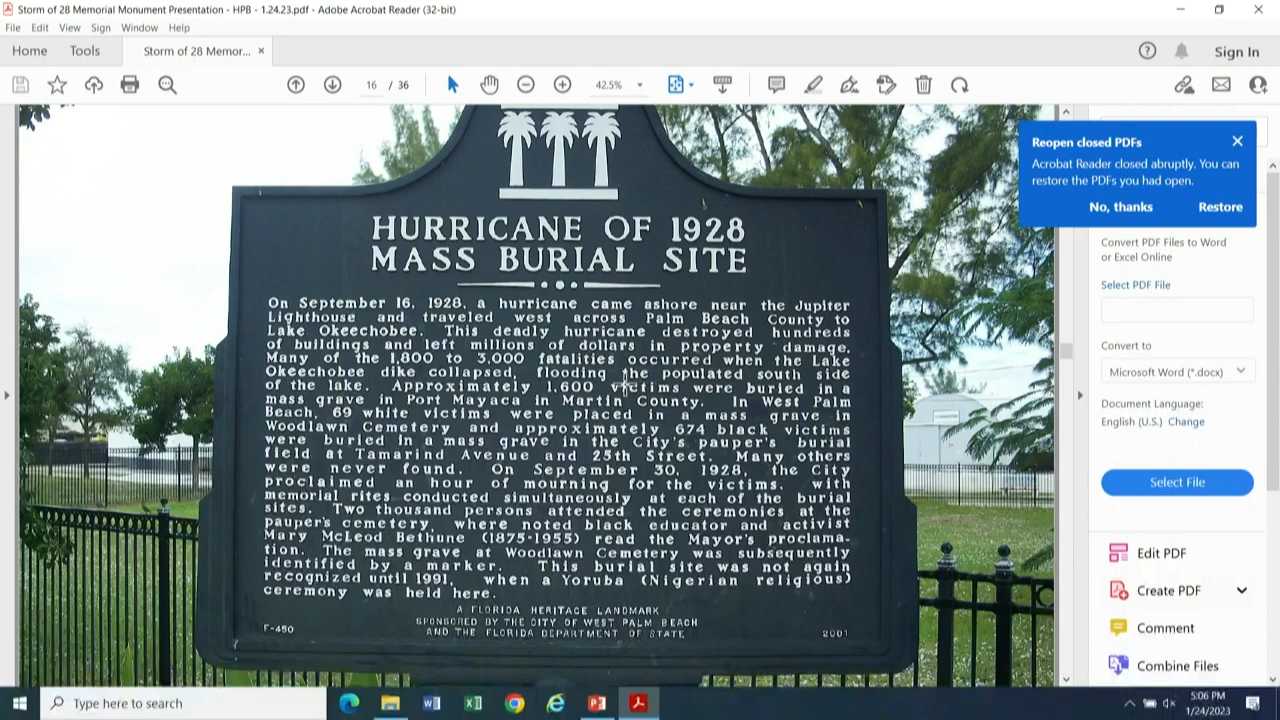 Storm of 28 Memorial Monument Presentation - HPB - 1.24.23.pdf - Adobe Acrobat Reader (32-bit)
File Edit View Sign Window Help
Home Tools Storm of 28 Memor... ×
Sign In
16 / 36 42.5%
HURRICANE OF 1928
MASS BURIAL SITE
On September 16, 1928, a hurricane came ashore near the Jupiter
Lighthouse and traveled west across Palm Beach County to
Lake Okeechobee. This deadly hurricane destroyed hundreds
of buildings and left millions of dollars in property damage.
Many of the 1,800 to 3,000 fatalities occurred when the Lake
Okeechobee dike collapsed, flooding the populated south side
of the lake. Approximately 1,600 victims were buried in a
mass grave in Port Mayaca in Martin County. In West Palm
Beach, 69 white victims were placed in a mass grave in
Woodlawn Cemetery and approximately 674 black victims
were buried in a mass grave in the City's pauper's burial
field at Tamarind Avenue and 25th Street. Many others
were never found. On September 30, 1928, the City
proclaimed an hour of mourning for the victims, with
memorial rites conducted simultaneously at each of the burial
sites. Two thousand persons attended the ceremonies at the
pauper's cemetery, where noted black educator and activist
Mary McLeod Bethune (1875-1955) read the Mayor's proclama-
tion. The mass grave at Woodlawn Cemetery was subsequently
identified by a marker. This burial site was not again
recognized until 1991, when a Yoruba (Nigerian religious)
ceremony was held here.
A FLORIDA HERITAGE LANDMARK
SPONSORED BY THE CITY OF WEST PALM BEACH
AND THE FLORIDA DEPARTMENT OF STATE
F-450
2001
Reopen closed PDFs
Acrobat Reader closed abruptly. You can
restore the PDFs you had open.
No, thanks Restore
Convert PDF Files to Word
or Excel Online
Select PDF File
Convert to
Microsoft Word (*.docx)
Document Language:
English (U.S.) Change
Select File
Edit PDF
Create PDF
Comment
Combine Files
Type here to search
5:06 PM
1/24/2023